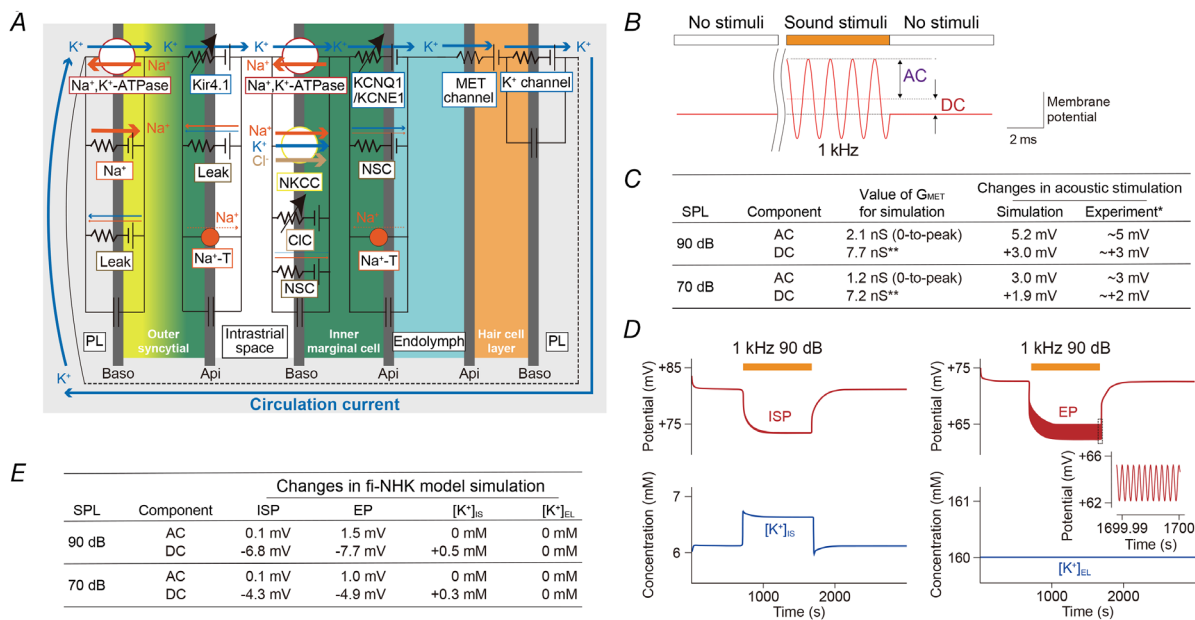 A
K⁺
K⁺
K⁺
K⁺
K⁺
K⁺
K⁺
K⁺
Na⁺
Na⁺
Na⁺,K⁺-ATPase
Kir4.1
Na⁺,K⁺-ATPase
KCNQ1
/KCNE1
MET
channel
K⁺ channel
Na⁺
Na⁺
K⁺
Cl⁻
Na⁺
Leak
NKCC
NSC
Na⁺
Na⁺
Leak
Na⁺-T
ClC
Na⁺-T
NSC
PL
Outer
syncytial
Intrastrial
space
Inner
marginal cell
Endolymph
Hair cell
layer
PL
Baso
Api
Baso
Api
Api
Baso
K⁺
Circulation current
B
No stimuli
Sound stimuli
No stimuli
AC
DC
1 kHz
Membrane
potential
2 ms
C
SPL
Component
Value of GMET
for simulation
Changes in acoustic stimulation
Simulation
Experiment*
90 dB
AC
2.1 nS (0-to-peak)
5.2 mV
~5 mV
DC
7.7 nS**
+3.0 mV
~+3 mV
70 dB
AC
1.2 nS (0-to-peak)
3.0 mV
~3 mV
DC
7.2 nS**
+1.9 mV
~+2 mV
D
1 kHz 90 dB
Potential (mV)
+85
+75
ISP
Concentration (mM)
7
6
[K⁺]IS
1000
2000
Time (s)
1 kHz 90 dB
Potential (mV)
+75
+65
EP
Potential (mV)
+66
+62
1699.99
1700
Time (s)
Concentration (mM)
161
160
[K⁺]EL
1000
2000
Time (s)
E
Changes in fi-NHK model simulation
SPL
Component
ISP
EP
[K⁺]IS
[K⁺]EL
90 dB
AC
0.1 mV
1.5 mV
0 mM
0 mM
DC
-6.8 mV
-7.7 mV
+0.5 mM
0 mM
70 dB
AC
0.1 mV
1.0 mV
0 mM
0 mM
DC
-4.3 mV
-4.9 mV
+0.3 mM
0 mM